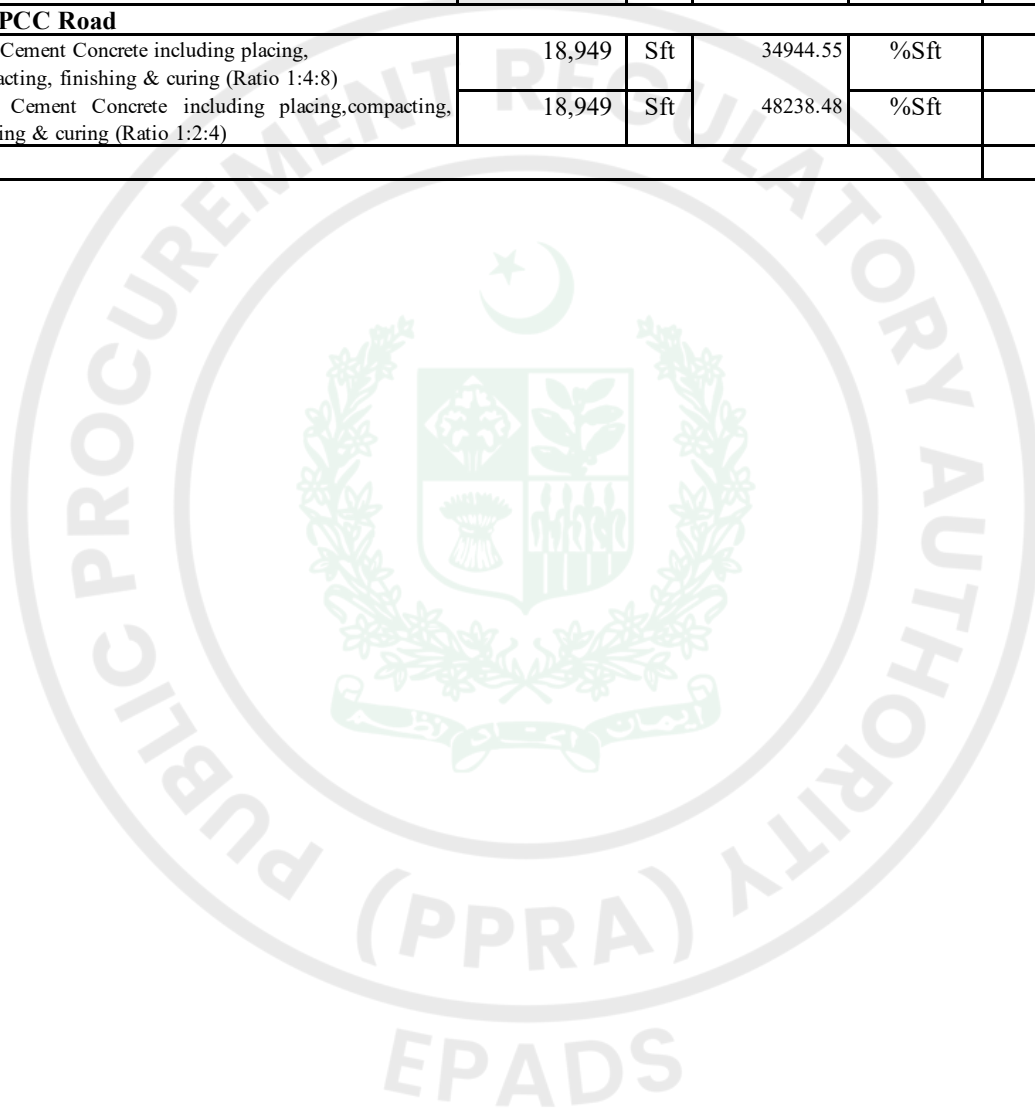 PCC Road
Cement Concrete including placing,
acting, finishing & curing (Ratio 1:4:8)
18,949 Sft 34944.55 %Sft
Cement Concrete including placing,compacting,
ing & curing (Ratio 1:2:4)
18,949 Sft 48238.48 %Sft
PUBLIC PROCUREMENT REGULATORY AUTHORITY
(PPRA)
EPADS